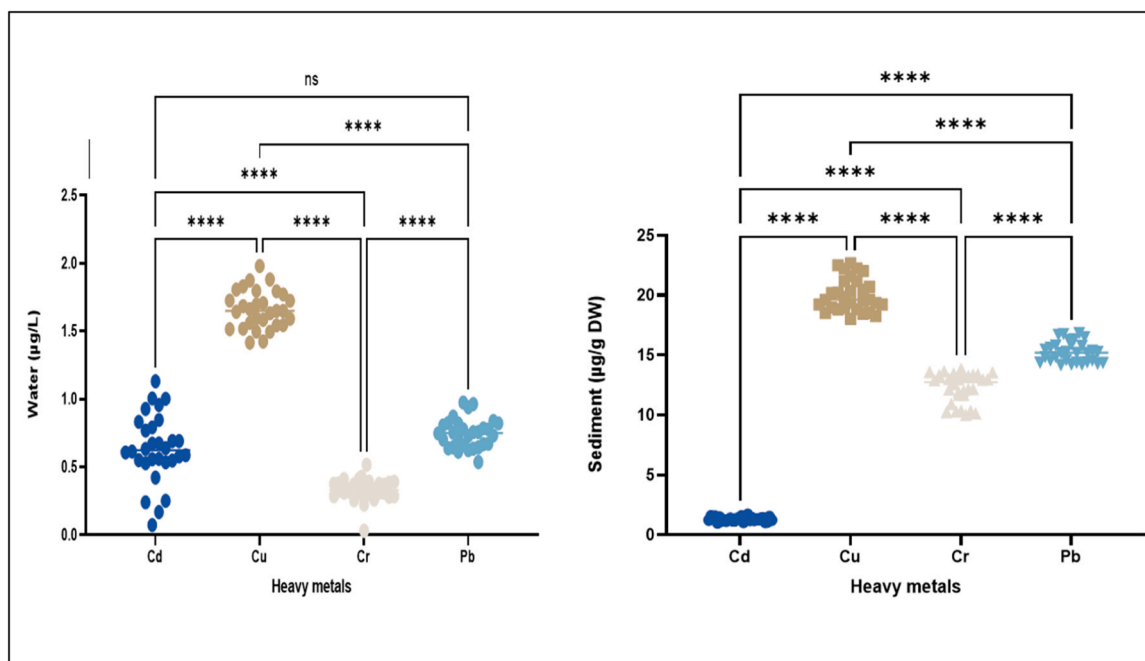 ns
****
****
**** **** ****
Water (µg/L)
2.5
2.0
1.5
1.0
0.5
0.0
Cd Cu Cr Pb
Heavy metals
****
****
****
**** **** ****
Sediment (µg/g DW)
25
20
15
10
5
0
Cd Cu Cr Pb
Heavy metals